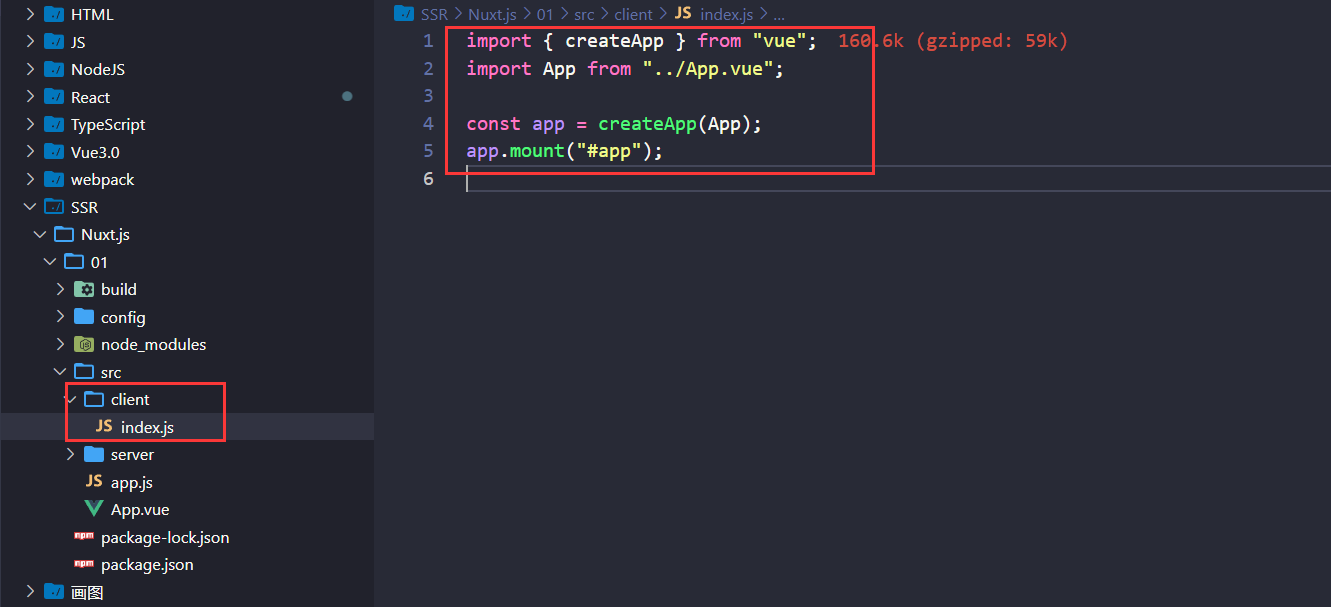 HTML
JS
NodeJS
React
TypeScript
Vue3.0
webpack
SSR
Nuxt.js
01
build
config
node_modules
src
client
JS index.js
server
JS app.js
App.vue
npm package-lock.json
npm package.json
画图
SSR > Nuxt.js > 01 > src > client > JS index.js > ...
1 import { createApp } from "vue"; 160.6k (gzipped: 59k)
2 import App from "../App.vue";
3
4 const app = createApp(App);
5 app.mount("#app");
6